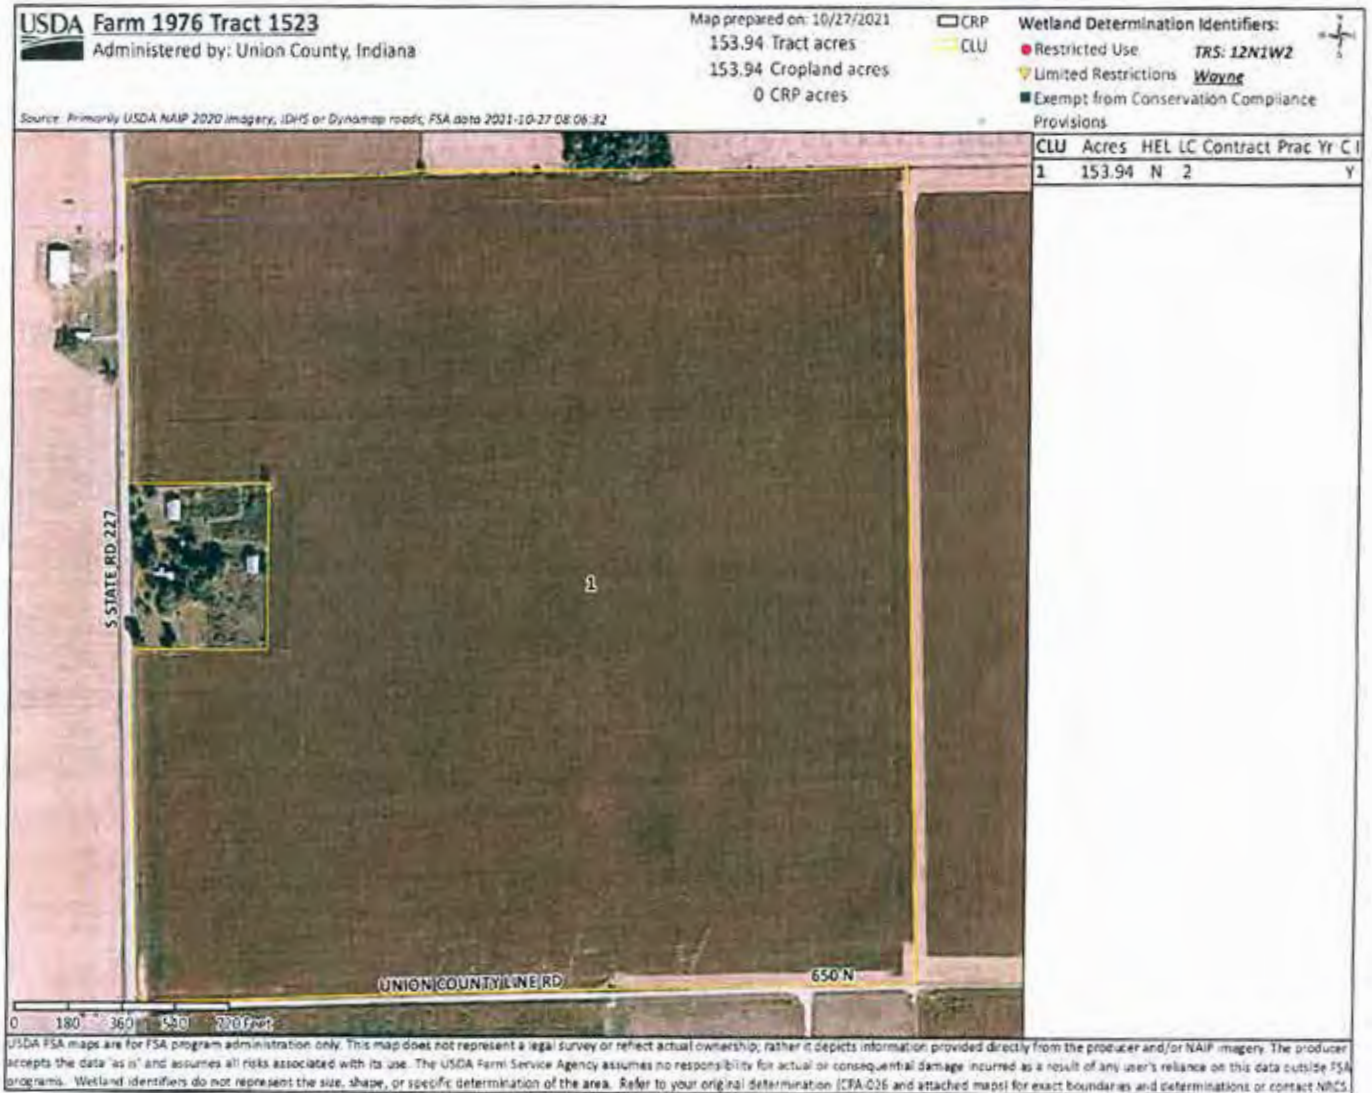 USDA Farm 1976 Tract 1523
Administered by: Union County, Indiana
Map prepared on: 10/27/2021
153.94 Tract acres
153.94 Cropland acres
0 CRP acres
CRP
CLU
Wetland Determination Identifiers:
Restricted Use
TRS: 12N1W2
Limited Restrictions
Wayne
Exempt from Conservation Compliance
Provisions
Source: Primarily USDA NAIP 2020 imagery, IDHS or Dynamap roads, FSA data 2021-10-27 08:06:32
CLU Acres HEL LC Contract Prac Yr C I
1 153.94 N 2 Y
S STATE RD 227
1
UNION COUNTY LINE RD
650 N
0 180 360 540 720 Feet
USDA FSA maps are for FSA program administration only. This map does not represent a legal survey or reflect actual ownership; rather it depicts information provided directly from the producer and/or NAIP imagery. The producer
accepts the data 'as is' and assumes all risks associated with its use. The USDA Farm Service Agency assumes no responsibility for actual or consequential damage incurred as a result of any user's reliance on this data outside FSA
programs. Wetland identifiers do not represent the size, shape, or specific determination of the area. Refer to your original determination (CPA-026 and attached maps) for exact boundaries and determinations or contact NRCS.